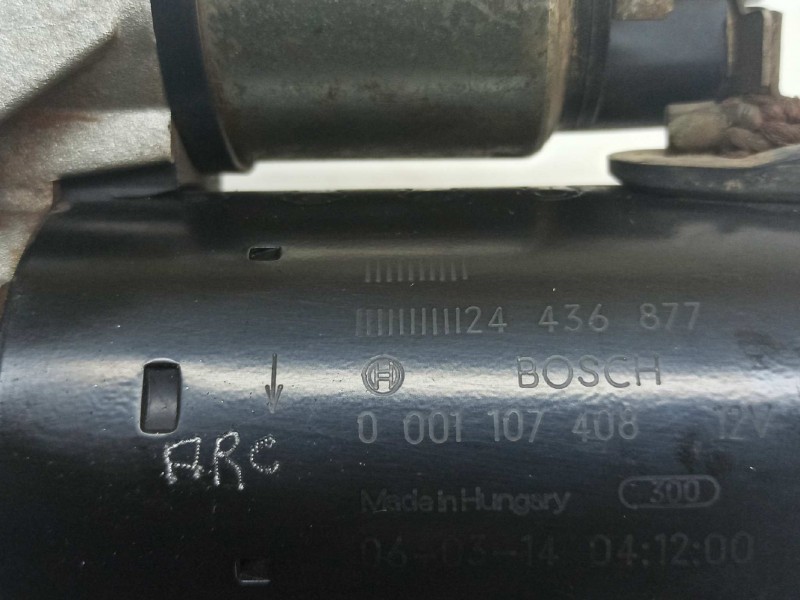 24 436 877
BOSCH
0 001 107 408 12V
ARC
Made in Hungary 300
06-03-14 04:12:00